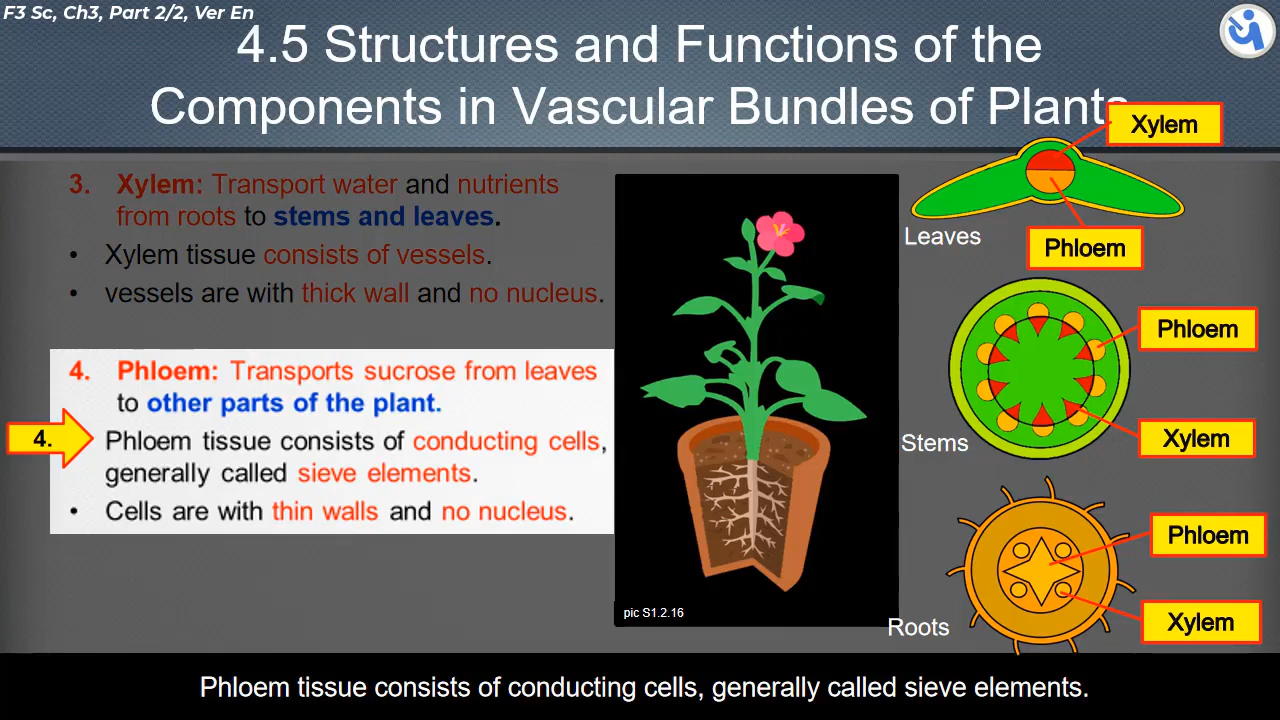 F3 Sc, Ch3, Part 2/2, Ver En
4.5 Structures and Functions of the
Components in Vascular Bundles of Plants
3. Xylem: Transport water and nutrients
from roots to stems and leaves.
• Xylem tissue consists of vessels.
• vessels are with thick wall and no nucleus.
4. Phloem: Transports sucrose from leaves
to other parts of the plant.
4.
Phloem tissue consists of conducting cells,
generally called sieve elements.
• Cells are with thin walls and no nucleus.
pic S1.2.16
Xylem
Leaves
Phloem
Phloem
Stems
Xylem
Phloem
Xylem
Roots
Phloem tissue consists of conducting cells, generally called sieve elements.